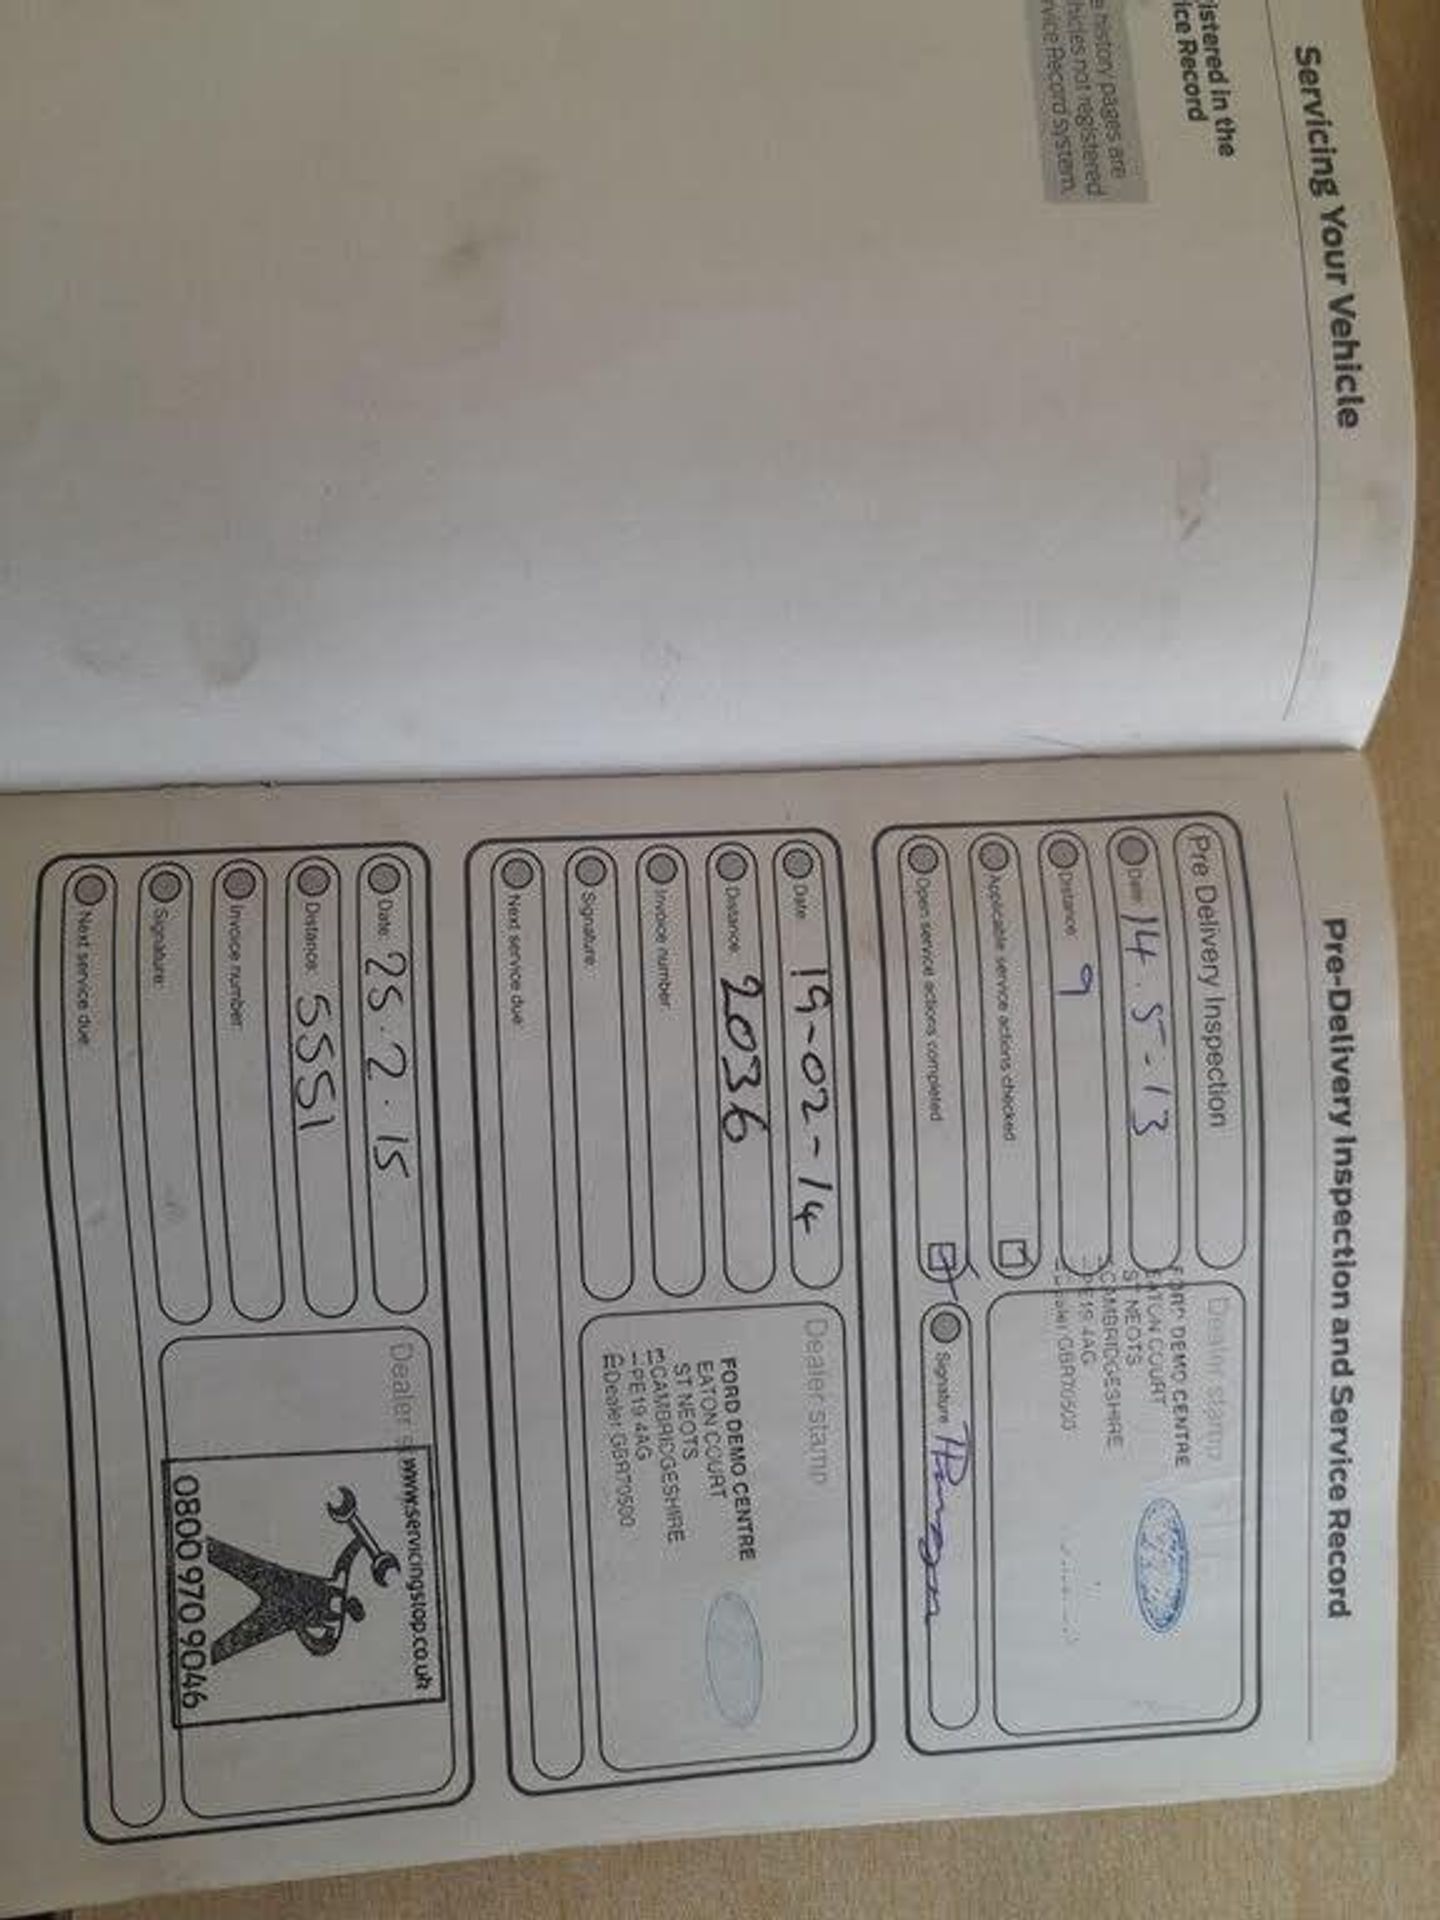 Servicing Your Vehicle
istered in the
ice Record
e history pages are
hicles not registered
rvice Record system.
Pre-Delivery Inspection and Service Record
Pre Delivery Inspection
Date: 14.5-13
Distance: 9
Applicable service actions checked
Open service actions completed
Dealer stamp
FORD DEMO CENTRE
EATON COURT
ST NEOTS
CAMBRIDGESHIRE
PE19 4AG
Dealer GBR70500
Signature
Date: 19-02-14
Distance: 2036
Invoice number:
Signature:
Next service due:
Dealer stamp
FORD DEMO CENTRE
EATON COURT
ST NEOTS
CAMBRIDGESHIRE
PE19 4AG
Dealer GBR70500
Date: 25.2.15
Distance: 5551
Invoice number:
Signature:
Next service due:
Dealer s
www.servicingstop.co.uk
0800 970 9046